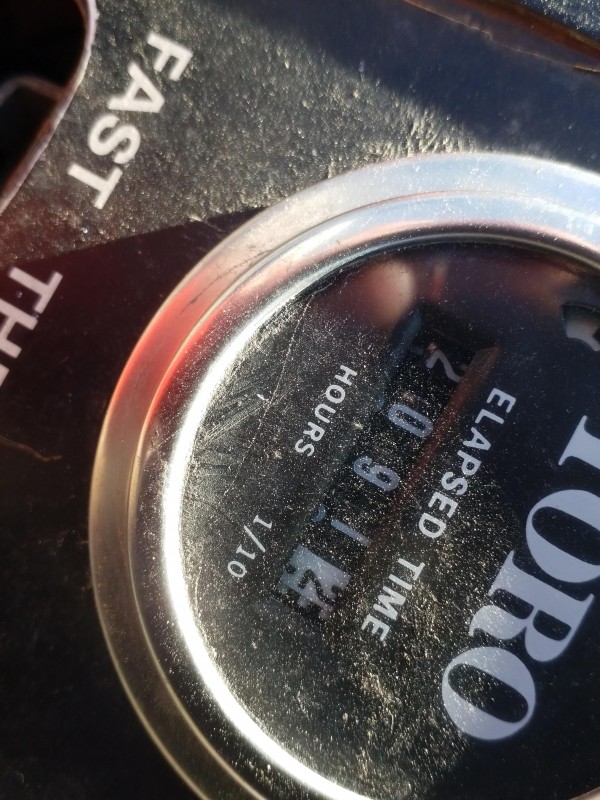 FAST
TORO
ELAPSED TIME
2091
HOURS
1/10